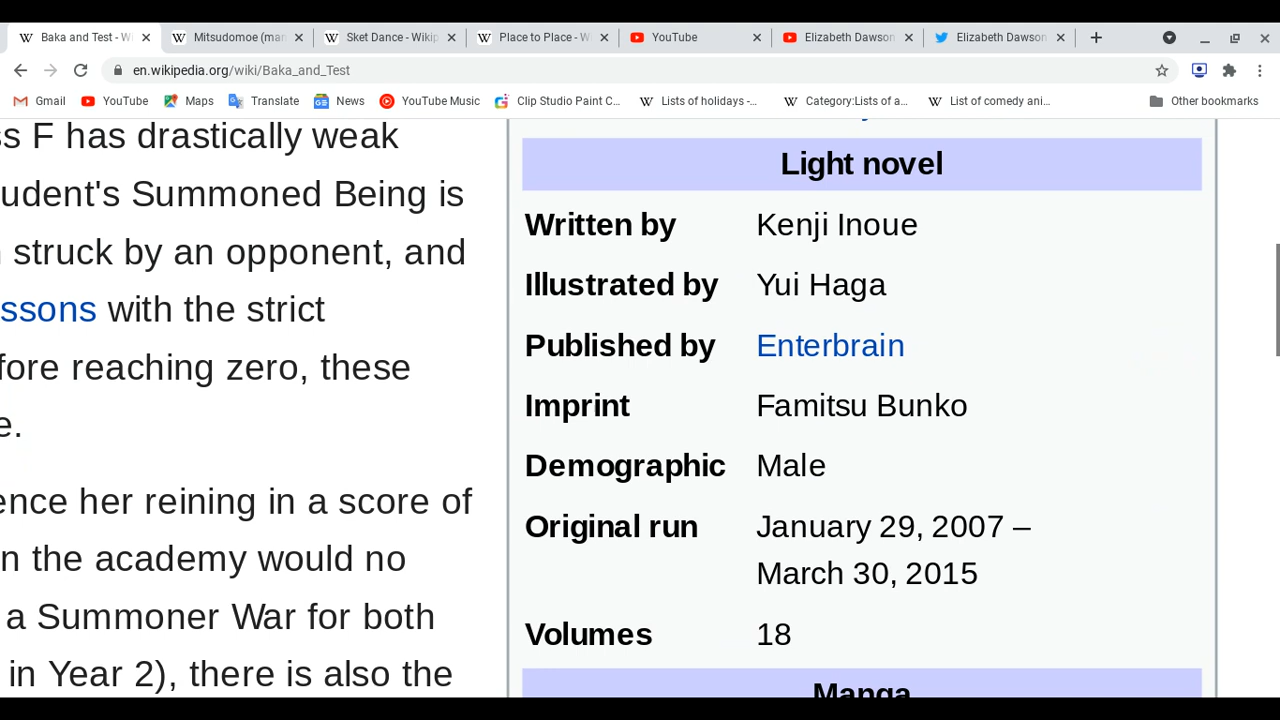 Baka and Test - Wi
Mitsudomoe (man
Sket Dance - Wikip
Place to Place - Wi
YouTube
Elizabeth Dawson
Elizabeth Dawson
en.wikipedia.org/wiki/Baka_and_Test
Gmail
YouTube
Maps
Translate
News
YouTube Music
Clip Studio Paint C...
Lists of holidays -...
Category:Lists of a...
List of comedy ani...
Other bookmarks
ss F has drastically weak
udent's Summoned Being is
struck by an opponent, and
ssons with the strict
fore reaching zero, these
e.
ence her reining in a score of
n the academy would no
a Summoner War for both
in Year 2), there is also the
Light novel
Written by Kenji Inoue
Illustrated by Yui Haga
Published by Enterbrain
Imprint Famitsu Bunko
Demographic Male
Original run January 29, 2007 –
March 30, 2015
Volumes 18
Manga